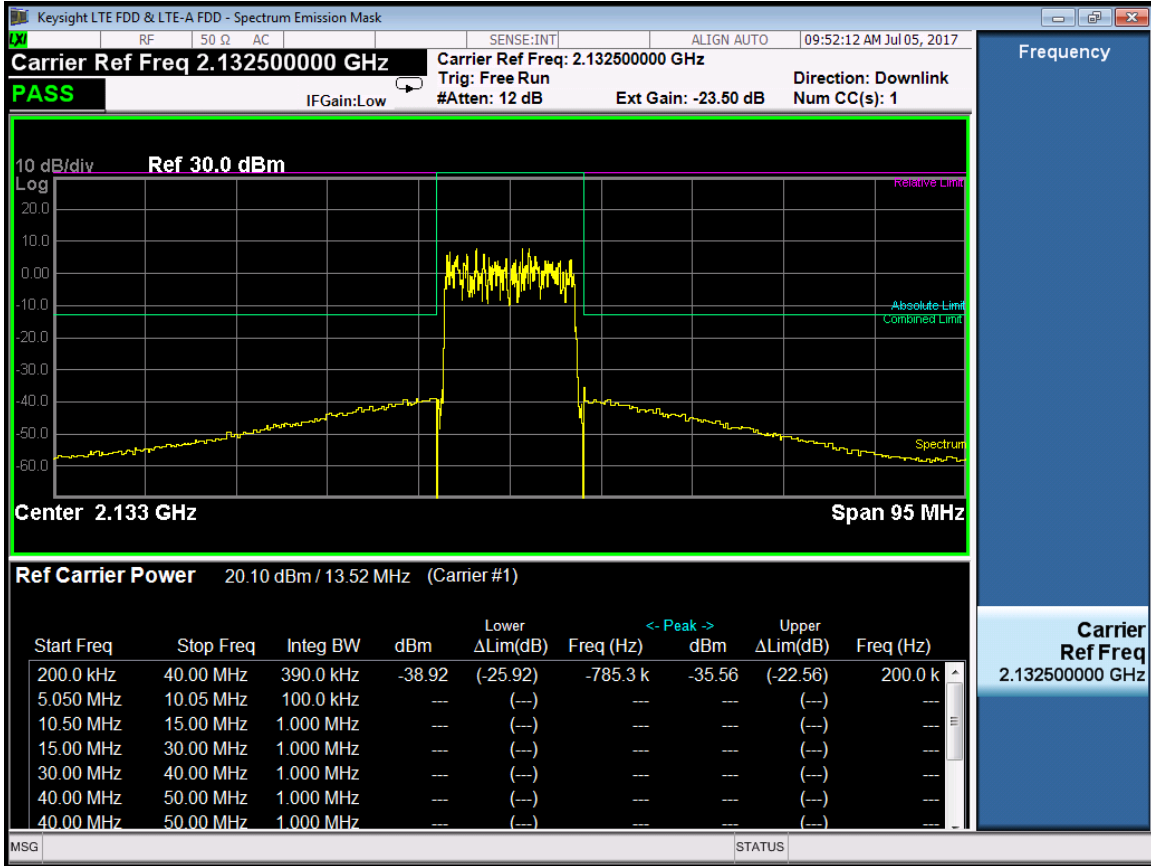 Keysight LTE FDD & LTE-A FDD - Spectrum Emission Mask
LXI RF 50 Ω AC SENSE:INT ALIGN AUTO 09:52:12 AM Jul 05, 2017
Carrier Ref Freq 2.132500000 GHz
Carrier Ref Freq: 2.132500000 GHz
Trig: Free Run Direction: Downlink
PASS
IFGain:Low #Atten: 12 dB Ext Gain: -23.50 dB Num CC(s): 1
10 dB/div Ref 30.0 dBm
Log
Relative Limit
20.0
10.0
0.00
-10.0
Absolute Limit
Combined Limit
-20.0
-30.0
-40.0
-50.0
Spectrum
-60.0
Center 2.133 GHz Span 95 MHz
Ref Carrier Power 20.10 dBm / 13.52 MHz (Carrier #1)
Lower <- Peak -> Upper
Start Freq Stop Freq Integ BW dBm ΔLim(dB) Freq (Hz) dBm ΔLim(dB) Freq (Hz)
200.0 kHz 40.00 MHz 390.0 kHz -38.92 (-25.92) -785.3 k -35.56 (-22.56) 200.0 k
5.050 MHz 10.05 MHz 100.0 kHz --- (---) --- --- (---) ---
10.50 MHz 15.00 MHz 1.000 MHz --- (---) --- --- (---) ---
15.00 MHz 30.00 MHz 1.000 MHz --- (---) --- --- (---) ---
30.00 MHz 40.00 MHz 1.000 MHz --- (---) --- --- (---) ---
40.00 MHz 50.00 MHz 1.000 MHz --- (---) --- --- (---) ---
40.00 MHz 50.00 MHz 1.000 MHz --- (---) --- --- (---) ---
MSG STATUS
Frequency
Carrier
Ref Freq
2.132500000 GHz